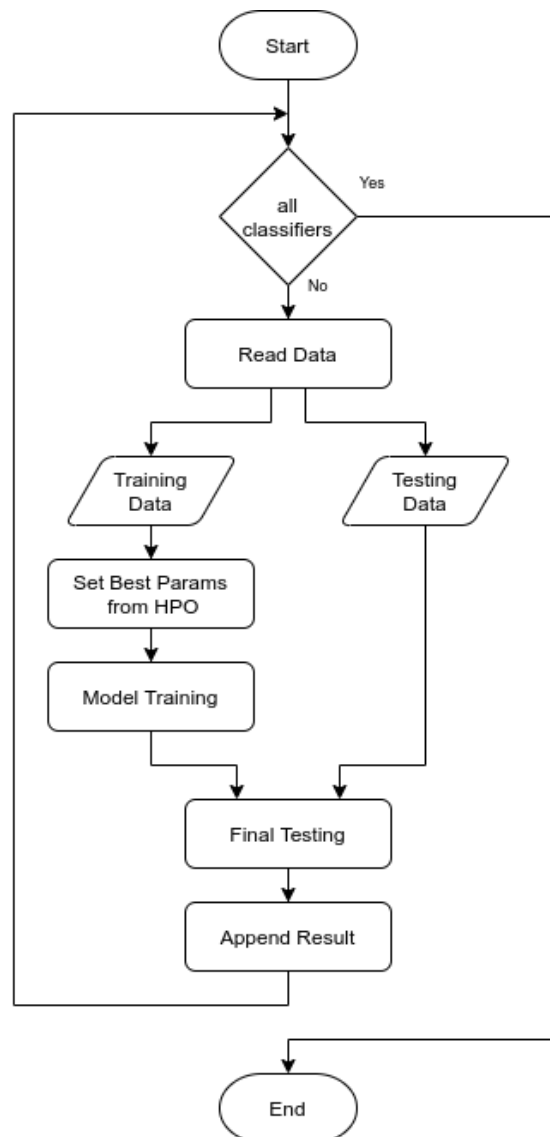 Start
Yes
all
classifiers
No
Read Data
Training
Data
Testing
Data
Set Best Params
from HPO
Model Training
Final Testing
Append Result
End